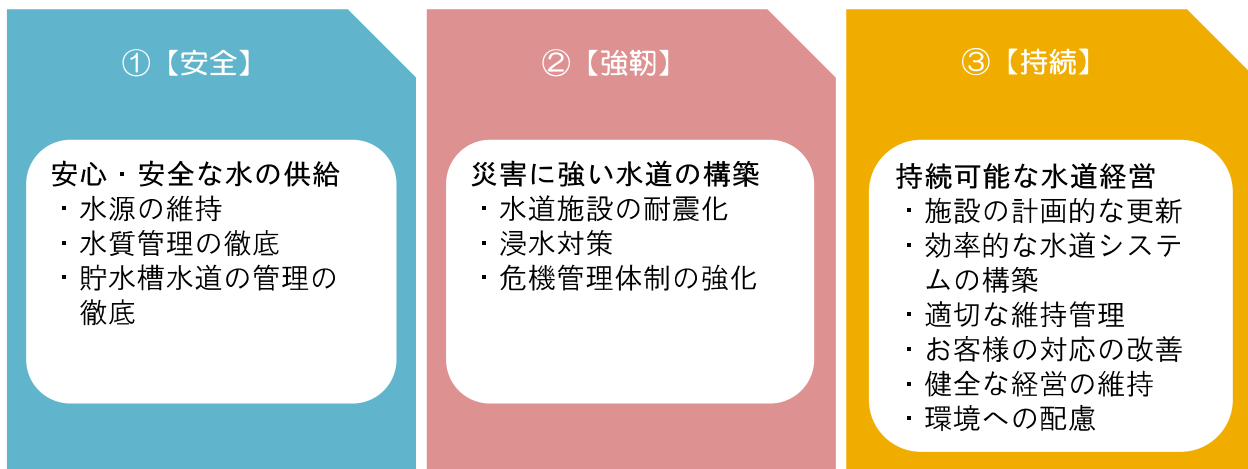 ①【安全】
安心・安全な水の供給
・水源の維持
・水質管理の徹底
・貯水槽水道の管理の
徹底
②【強靭】
災害に強い水道の構築
・水道施設の耐震化
・浸水対策
・危機管理体制の強化
③【持続】
持続可能な水道経営
・施設の計画的な更新
・効率的な水道システ
ムの構築
・適切な維持管理
・お客様の対応の改善
・健全な経営の維持
・環境への配慮